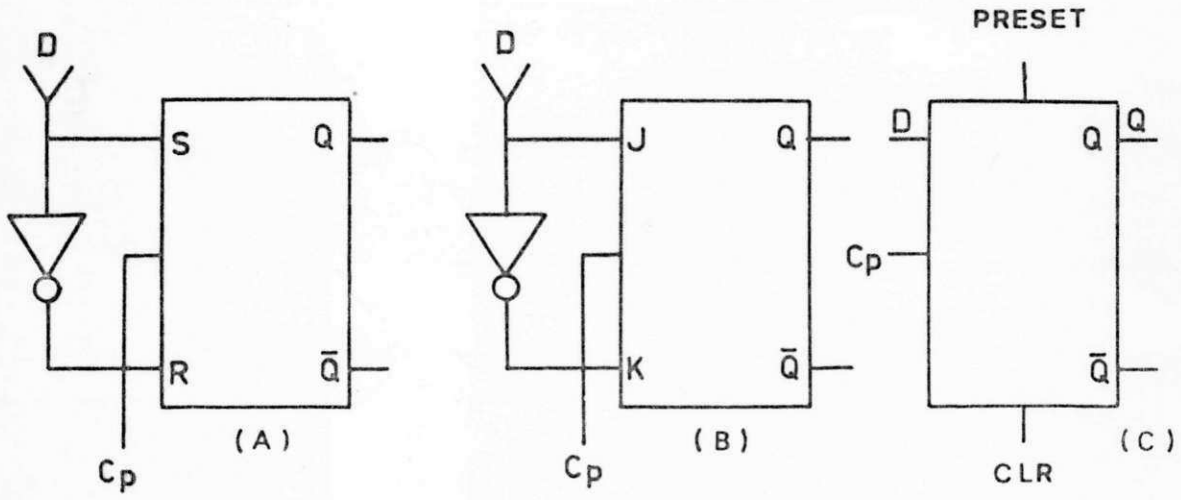 D
S
Q
R
Q̄
Cp
(A)
D
J
Q
K
Q̄
Cp
(B)
PRESET
D
Q
Q
Cp
Q̄
CLR
(C)